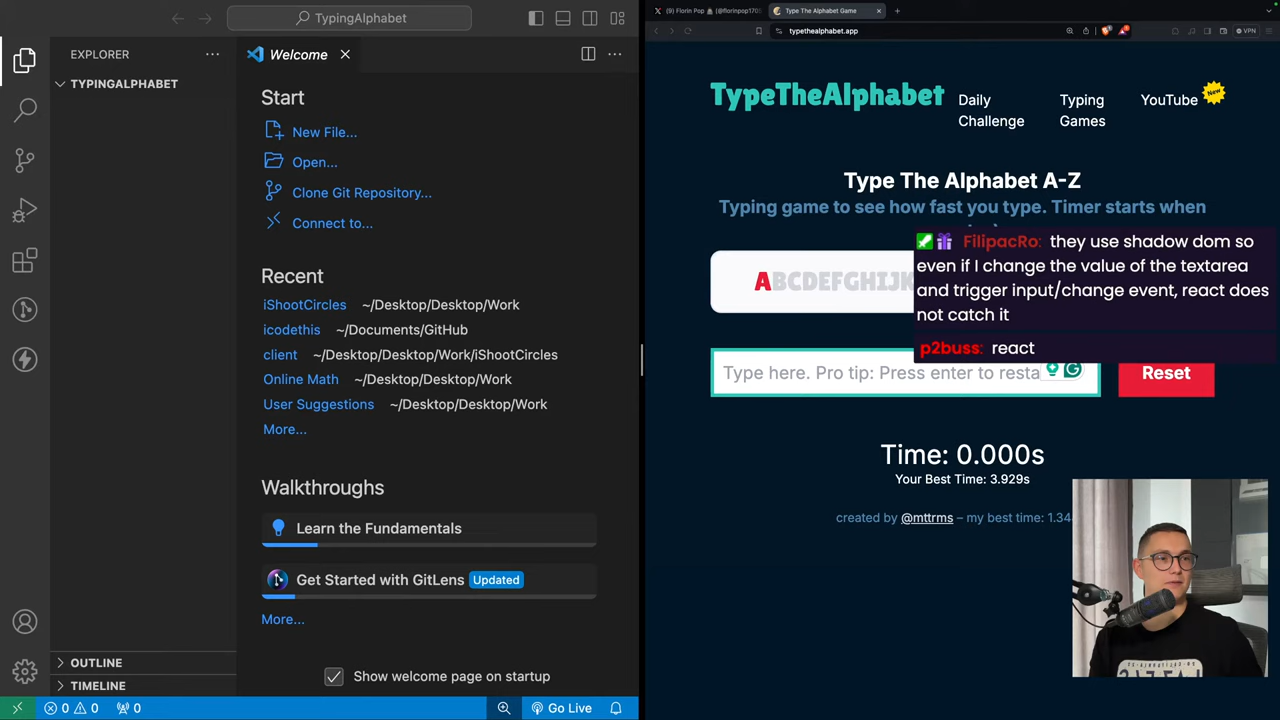 TypingAlphabet
EXPLORER
TYPINGALPHABET
OUTLINE
TIMELINE
0 0 0
Welcome
Start
New File...
Open...
Clone Git Repository...
Connect to...
Recent
iShootCircles ~/Desktop/Desktop/Work
icodethis ~/Documents/GitHub
client ~/Desktop/Desktop/Work/iShootCircles
Online Math ~/Desktop/Desktop/Work
User Suggestions ~/Desktop/Desktop/Work
More...
Walkthroughs
Learn the Fundamentals
Get Started with GitLens Updated
More...
Show welcome page on startup
Go Live
(9) Florin Pop
Type The Alphabet Game
typethealphabet.app
VPN
TypeTheAlphabet
Daily
Challenge
Typing
Games
YouTube New
Type The Alphabet A-Z
Typing game to see how fast you type. Timer starts when
ABCDEFGHIJK
FilipacRo: they use shadow dom so
even if I change the value of the textarea
and trigger input/change event, react does
not catch it
p2buss: react
Type here. Pro tip: Press enter to resta
Reset
Time: 0.000s
Your Best Time: 3.929s
created by @mttrms – my best time: 1.34